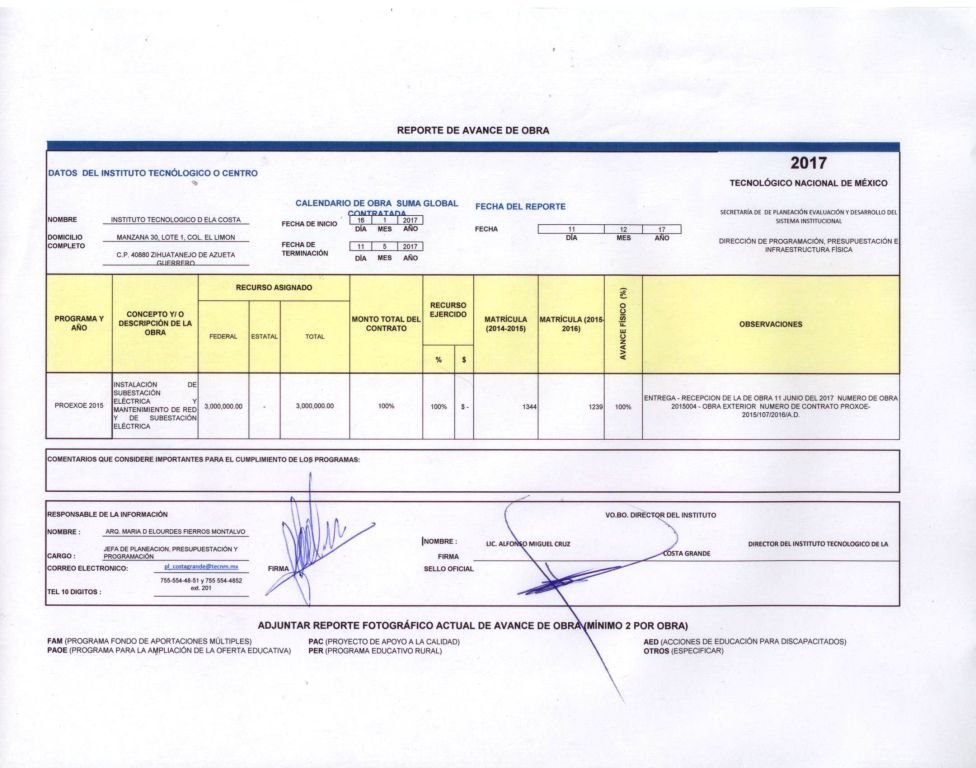 REPORTE DE AVANCE DE OBRA
DATOS DEL INSTITUTO TECNÓLOGICO O CENTRO
2017
TECNOLÓGICO NACIONAL DE MÉXICO
CALENDARIO DE OBRA SUMA GLOBAL
CONTRATADA
FECHA DEL REPORTE
SECRETARÍA DE DE PLANEACIÓN EVALUACIÓN Y DESARROLLO DEL
SISTEMA INSTITUCIONAL
NOMBRE INSTITUTO TECNOLOGICO D ELA COSTA
FECHA DE INICIO 16 1 2017
DÍA MES AÑO
FECHA 11 12 17
DÍA MES AÑO
DOMICILIO
COMPLETO
MANZANA 30, LOTE 1, COL. EL LIMON
C.P. 40880 ZIHUATANEJO DE AZUETA
GUERRERO
FECHA DE
TERMINACIÓN
11 5 2017
DÍA MES AÑO
DIRECCIÓN DE PROGRAMACIÓN, PRESUPUESTACIÓN E
INFRAESTRUCTURA FÍSICA
PROGRAMA Y
AÑO
CONCEPTO Y/ O
DESCRIPCIÓN DE LA
OBRA
RECURSO ASIGNADO
FEDERAL
ESTATAL
TOTAL
MONTO TOTAL DEL
CONTRATO
RECURSO
EJERCIDO
%
$
MATRÍCULA
(2014-2015)
MATRÍCULA (2015-
2016)
AVANCE FÍSICO (%)
OBSERVACIONES
PROEXOE 2015
INSTALACIÓN DE
SUBESTACIÓN
ELÉCTRICA Y
MANTENIMIENTO DE RED
Y DE SUBESTACIÓN
ELÉCTRICA
3,000,000.00
-
3,000,000.00
100%
100%
$ -
1344
1239
100%
ENTREGA - RECEPCION DE LA DE OBRA 11 JUNIO DEL 2017 NUMERO DE OBRA
2015004 - OBRA EXTERIOR NUMERO DE CONTRATO PROXOE-
2015/107/2016/A.D.
COMENTARIOS QUE CONSIDERE IMPORTANTES PARA EL CUMPLIMIENTO DE LOS PROGRAMAS:
RESPONSABLE DE LA INFORMACIÓN
NOMBRE : ARQ. MARIA D ELOURDES FIERROS MONTALVO
CARGO :
JEFA DE PLANEACION, PRESUPUESTACIÓN Y
PROGRAMACIÓN
CORREO ELECTRONICO: pl_costagrande@tecnm.mx
TEL 10 DIGITOS :
755-554-48-51 y 755 554-4852
ext. 201
FIRMA
VO.BO. DIRECTOR DEL INSTITUTO
NOMBRE : LIC. ALFONSO MIGUEL CRUZ DIRECTOR DEL INSTITUTO TECNOLOGICO DE LA
COSTA GRANDE
FIRMA
SELLO OFICIAL
ADJUNTAR REPORTE FOTOGRÁFICO ACTUAL DE AVANCE DE OBRA (MÍNIMO 2 POR OBRA)
FAM (PROGRAMA FONDO DE APORTACIONES MÚLTIPLES) PAC (PROYECTO DE APOYO A LA CALIDAD) AED (ACCIONES DE EDUCACIÓN PARA DISCAPACITADOS)
PAOE (PROGRAMA PARA LA AMPLIACIÓN DE LA OFERTA EDUCATIVA) PER (PROGRAMA EDUCATIVO RURAL) OTROS (ESPECIFICAR)